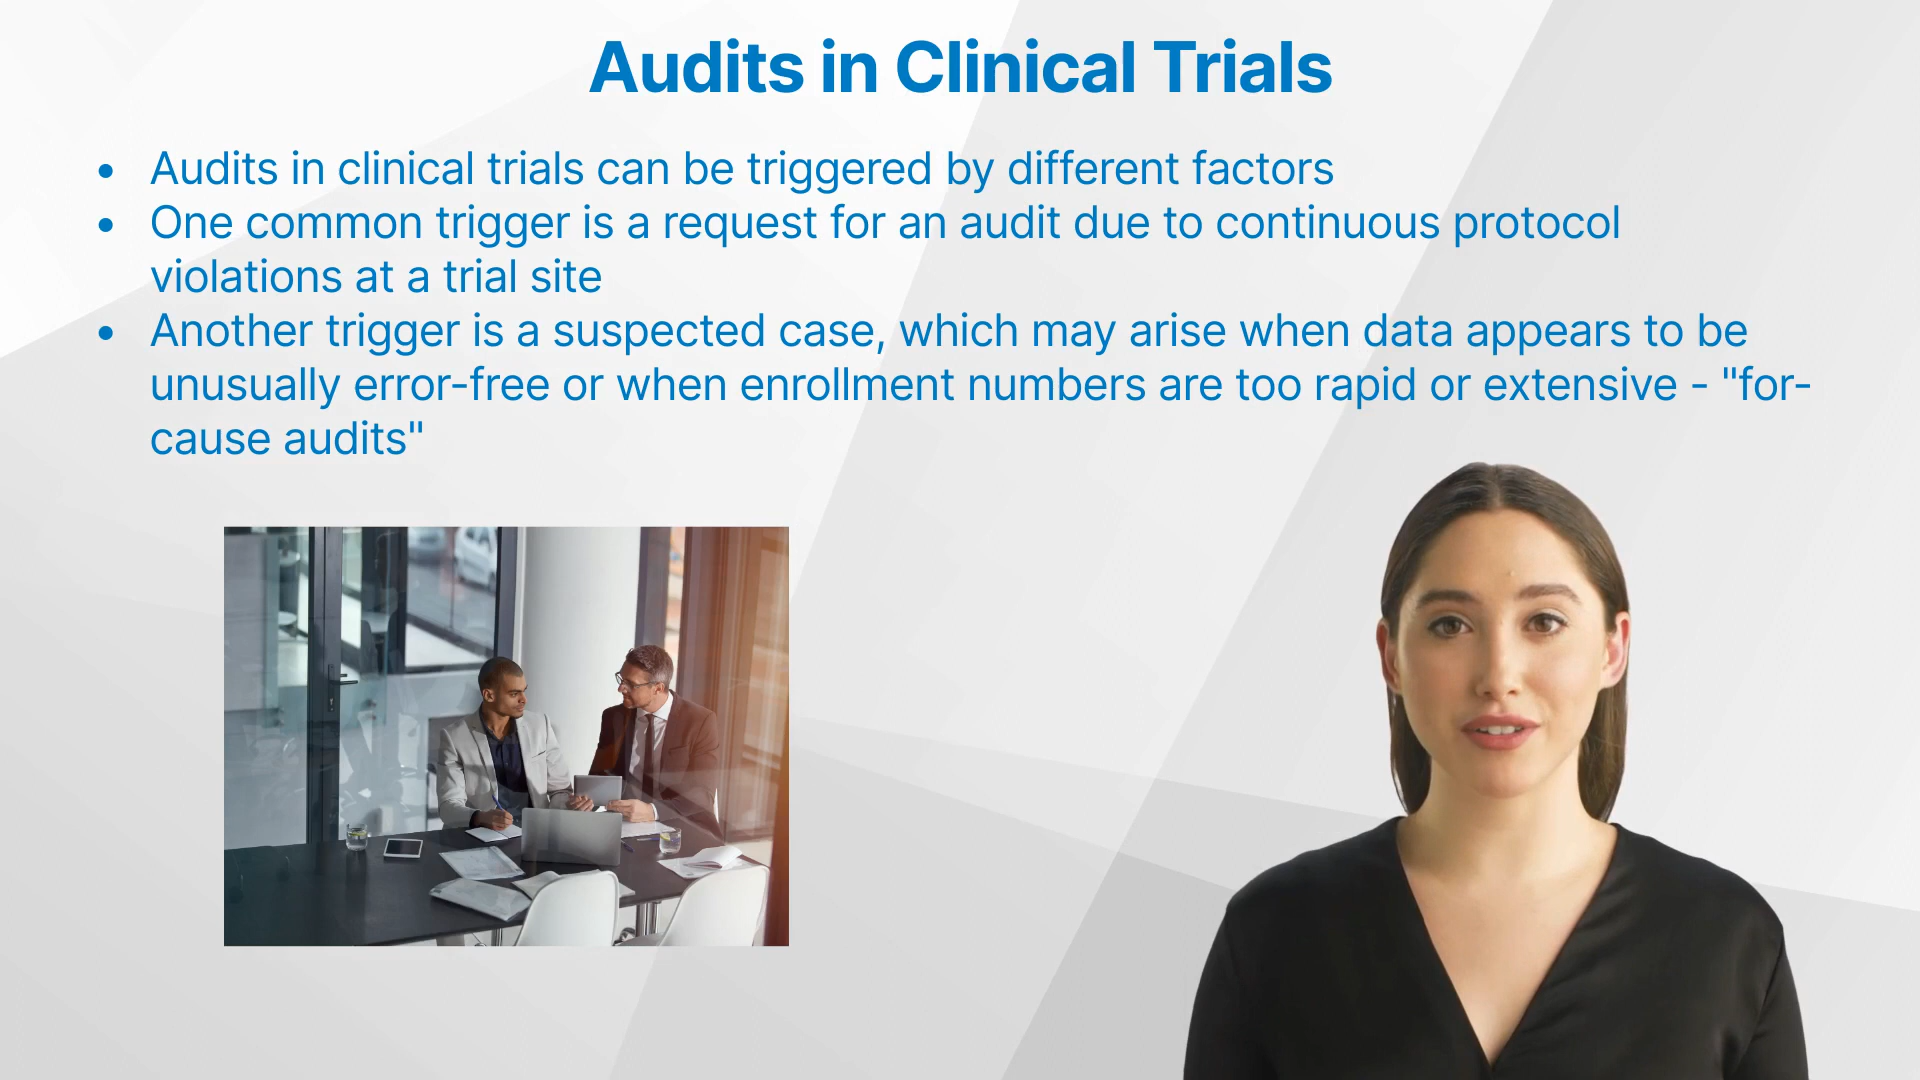 Audits in Clinical Trials
• Audits in clinical trials can be triggered by different factors
• One common trigger is a request for an audit due to continuous protocol
violations at a trial site
• Another trigger is a suspected case, which may arise when data appears to be
unusually error-free or when enrollment numbers are too rapid or extensive - "for-
cause audits"